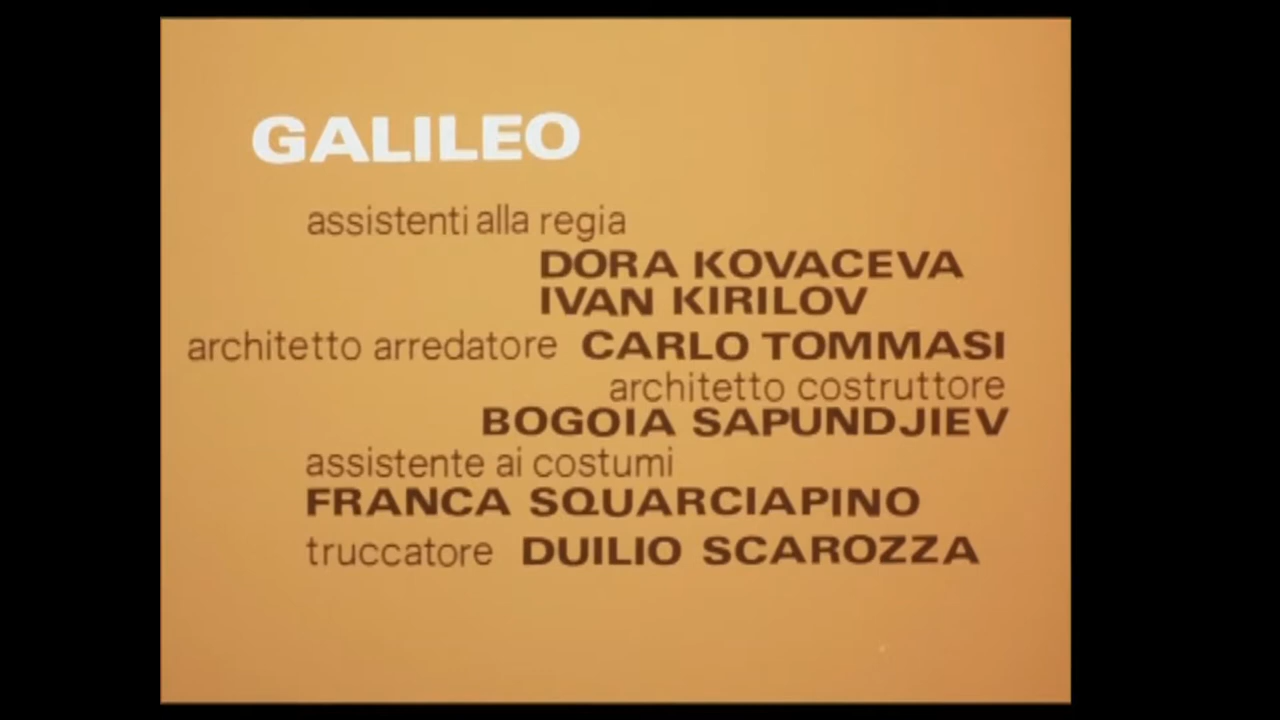 GALILEO
assistenti alla regia
DORA KOVACEVA
IVAN KIRILOV
architetto arredatore CARLO TOMMASI
architetto costruttore
BOGOIA SAPUNDJIEV
assistente ai costumi
FRANCA SQUARCIAPINO
truccatore DUILIO SCAROZZA